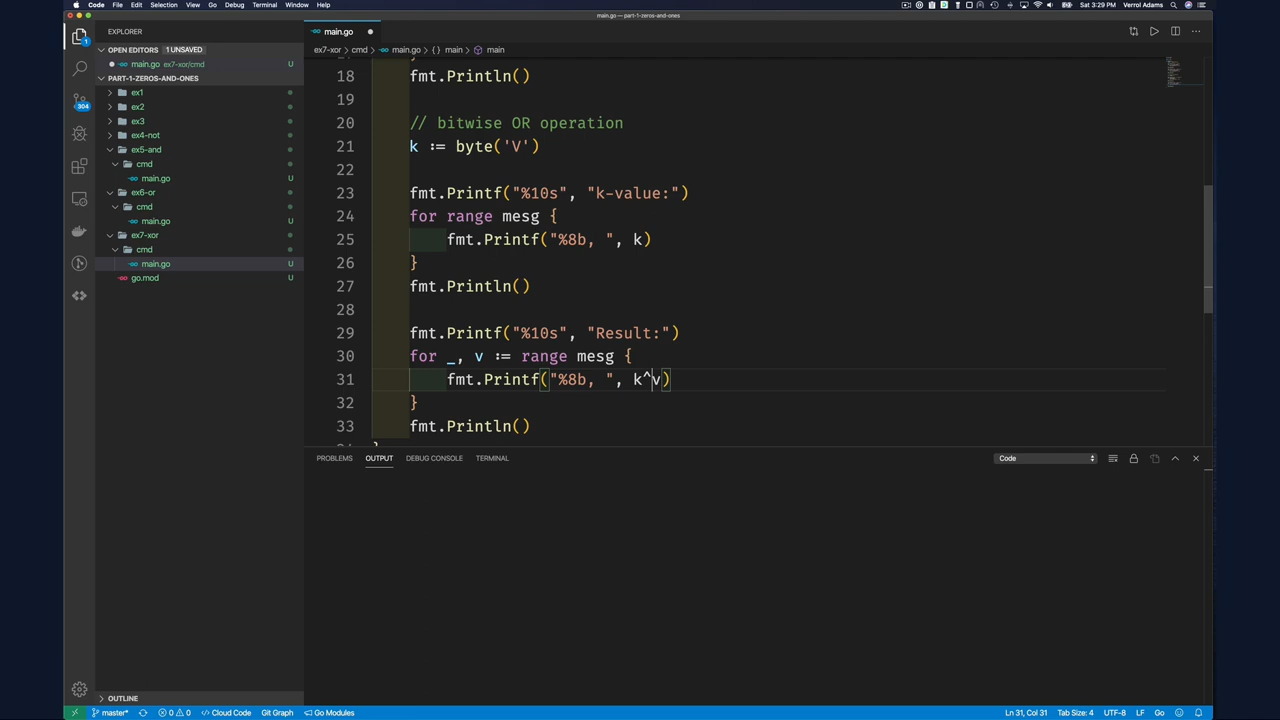 Code File Edit Selection View Go Debug Terminal Window Help Sat 3:29 PM Verrol Adams
main.go — part-1-zeros-and-ones
EXPLORER
OPEN EDITORS 1 UNSAVED
main.go ex7-xor/cmd U
PART-1-ZEROS-AND-ONES
ex1
ex2
ex3
ex4-not
ex5-and
cmd
main.go U
ex6-or
cmd
main.go U
ex7-xor
cmd
main.go U
go.mod U
OUTLINE
1
304
main.go
ex7-xor > cmd > main.go > {} main > main
18 fmt.Println()
19
20 // bitwise OR operation
21 k := byte('V')
22
23 fmt.Printf("%10s", "k-value:")
24 for range mesg {
25 fmt.Printf("%8b, ", k)
26 }
27 fmt.Println()
28
29 fmt.Printf("%10s", "Result:")
30 for _, v := range mesg {
31 fmt.Printf("%8b, ", k^v)
32 }
33 fmt.Println()
PROBLEMS OUTPUT DEBUG CONSOLE TERMINAL Code
master* 0 0 Cloud Code Git Graph Go Modules Ln 31, Col 31 Tab Size: 4 UTF-8 LF Go